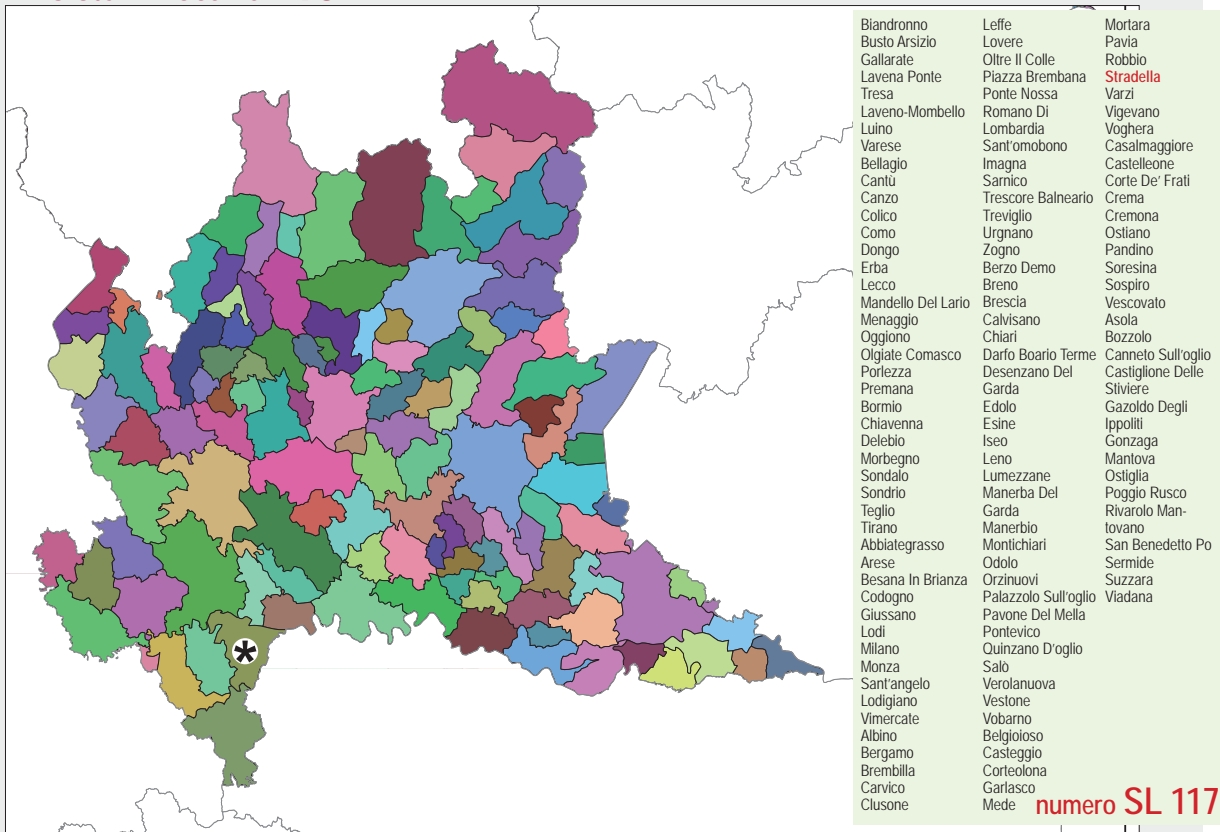 Biandronno
Busto Arsizio
Gallarate
Lavena Ponte
Tresa
Laveno-Mombello
Luino
Varese
Bellagio
Cantù
Canzo
Colico
Como
Dongo
Erba
Lecco
Mandello Del Lario
Menaggio
Oggiono
Olgiate Comasco
Porlezza
Premana
Bormio
Chiavenna
Delebio
Morbegno
Sondalo
Sondrio
Teglio
Tirano
Abbiategrasso
Arese
Besana In Brianza
Codogno
Giussano
Lodi
Milano
Monza
Sant'angelo
Lodigiano
Vimercate
Albino
Bergamo
Brembilla
Carvico
Clusone
Leffe
Lovere
Oltre Il Colle
Piazza Brembana
Ponte Nossa
Romano Di
Lombardia
Sant'omobono
Imagna
Sarnico
Trescore Balneario
Treviglio
Urgnano
Zogno
Berzo Demo
Breno
Brescia
Calvisano
Chiari
Darfo Boario Terme
Desenzano Del
Garda
Edolo
Esine
Iseo
Leno
Lumezzane
Manerba Del
Garda
Manerbio
Montichiari
Odolo
Orzinuovi
Palazzolo Sull'oglio
Pavone Del Mella
Pontevico
Quinzano D'oglio
Salò
Verolanuova
Vestone
Vobarno
Belgioioso
Casteggio
Corteolona
Garlasco
Mede
Mortara
Pavia
Robbio
Stradella
Varzi
Vigevano
Voghera
Casalmaggiore
Castelleone
Corte De' Frati
Crema
Cremona
Ostiano
Pandino
Soresina
Sospiro
Vescovato
Asola
Bozzolo
Canneto Sull'oglio
Castiglione Delle
Stiviere
Gazoldo Degli
Ippoliti
Gonzaga
Mantova
Ostiglia
Poggio Rusco
Rivarolo Man-
tovano
San Benedetto Po
Sermide
Suzzara
Viadana
numero SL 117